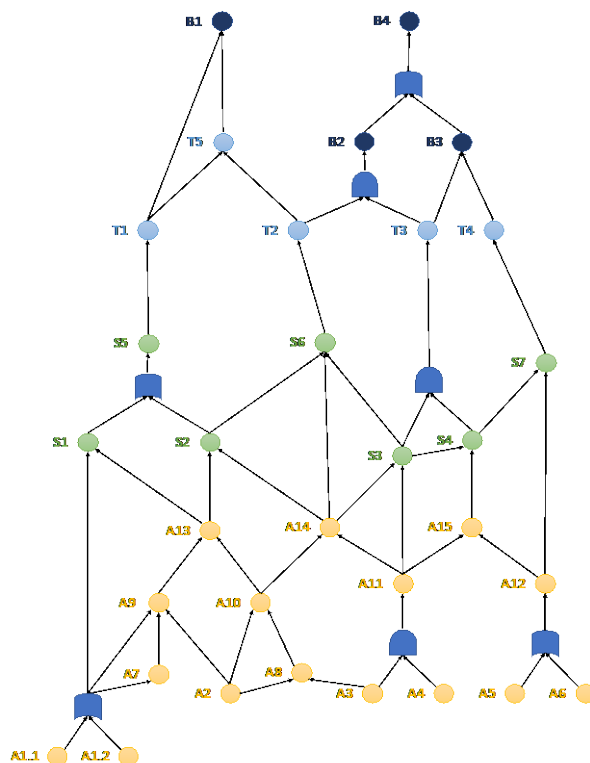 B1 B4
T5 B2 B3
T1 T2 T3 T4
S5 S6 S7
S1 S2 S3 S4
A13 A14 A15
A9 A10 A11 A12
A7 A2 A8 A3 A4 A5 A6
A1.1 A1.2